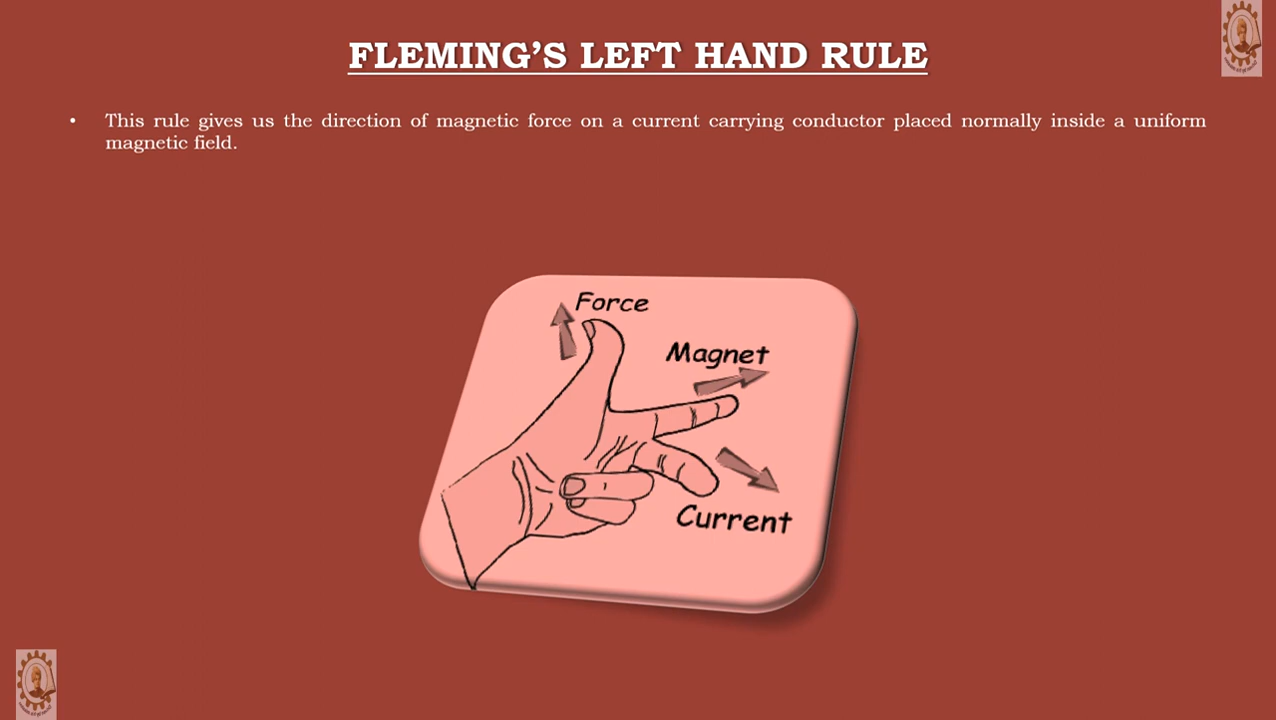 FLEMING’S LEFT HAND RULE
• This rule gives us the direction of magnetic force on a current carrying conductor placed normally inside a uniform
magnetic field.
Force
Magnet
Current